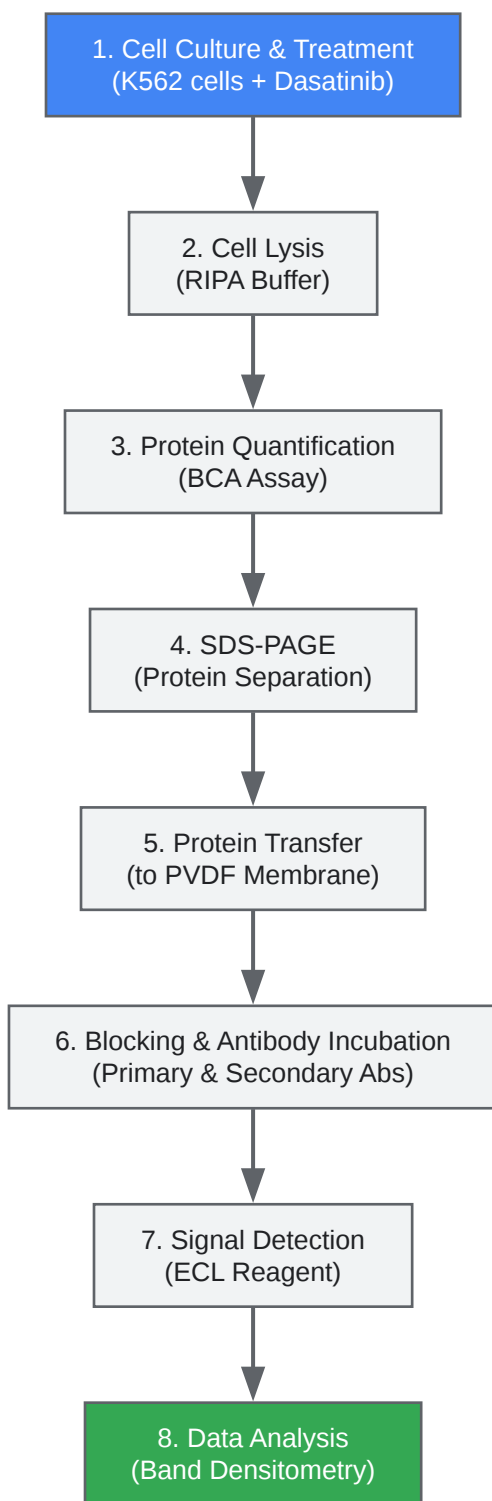 1. Cell Culture & Treatment
(K562 cells + Dasatinib)
2. Cell Lysis
(RIPA Buffer)
3. Protein Quantification
(BCA Assay)
4. SDS-PAGE
(Protein Separation)
5. Protein Transfer
(to PVDF Membrane)
6. Blocking & Antibody Incubation
(Primary & Secondary Abs)
7. Signal Detection
(ECL Reagent)
8. Data Analysis
(Band Densitometry)